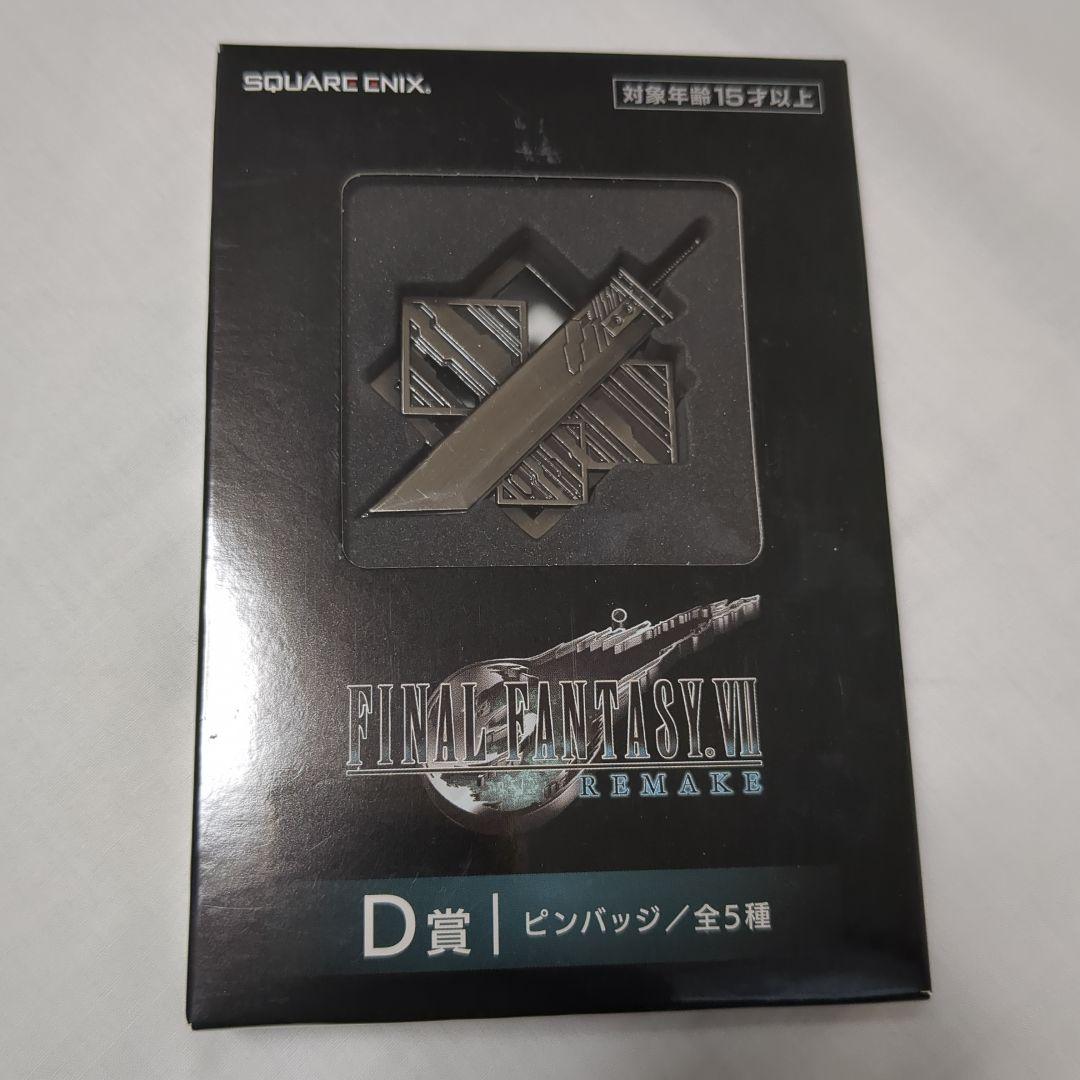 SQUARE ENIX®
対象年齢15才以上
FINAL FANTASY® VII
REMAKE
D賞 | ピンバッジ／全5種